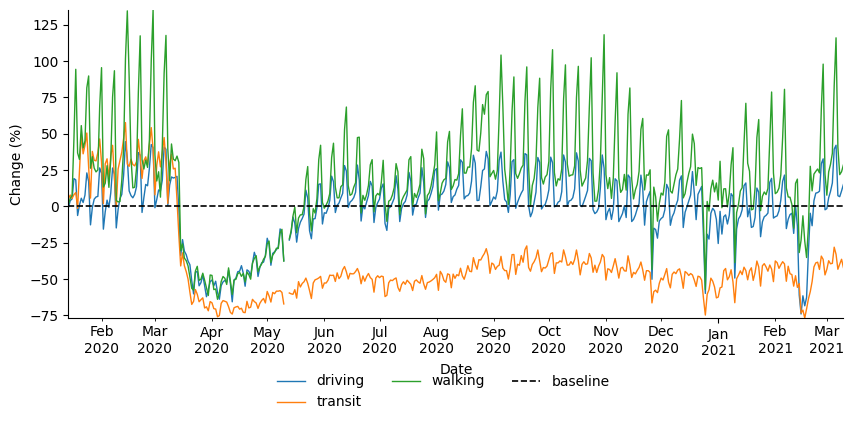 Change (%)
125
100
75
50
25
0
−25
−50
−75
Feb Mar Apr May Jun Jul Aug Sep Oct Nov Dec Jan Feb Mar
2020 2020 2020 2020 2020 2020 2020 2020 2020 2020 2020 2021 2021 2021
Date
driving walking baseline
transit